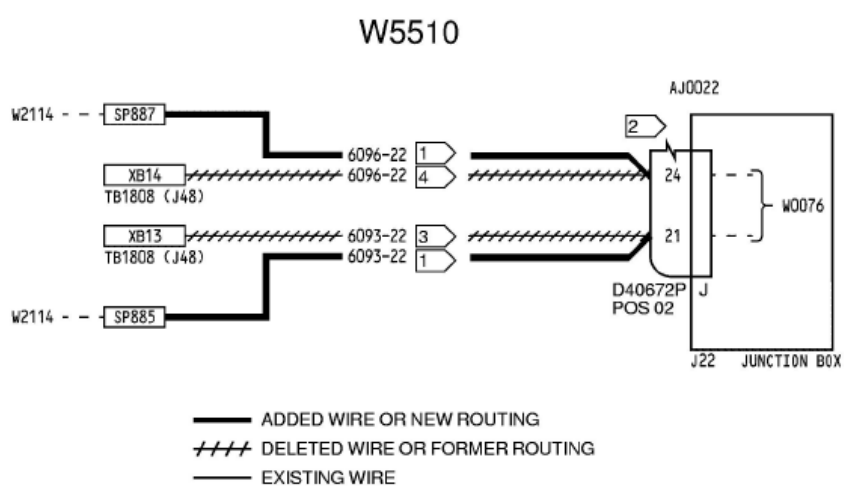 W5510
AJ0022
W2114 SP887
2
6096-22 1
XB14 6096-22 4 24
TB1808 (J48)
W0076
XB13 6093-22 3 21
TB1808 (J48) 6093-22 1
D40672P J
POS 02
W2114 SP885
J22 JUNCTION BOX
ADDED WIRE OR NEW ROUTING
DELETED WIRE OR FORMER ROUTING
EXISTING WIRE